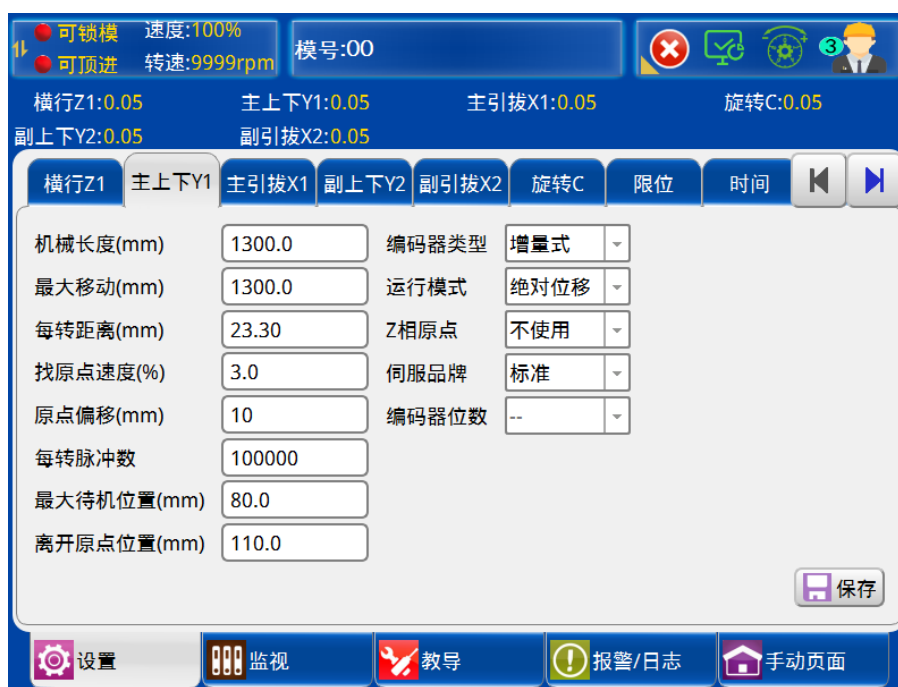 可锁模 速度:100%
可顶进 转速:9999rpm
模号:00
3
横行Z1:0.05 主上下Y1:0.05 主引拔X1:0.05 旋转C:0.05
副上下Y2:0.05 副引拔X2:0.05
横行Z1 主上下Y1 主引拔X1 副上下Y2 副引拔X2 旋转C 限位 时间
机械长度(mm) 1300.0 编码器类型 增量式
最大移动(mm) 1300.0 运行模式 绝对位移
每转距离(mm) 23.30 Z相原点 不使用
找原点速度(%) 3.0 伺服品牌 标准
原点偏移(mm) 10 编码器位数 --
每转脉冲数 100000
最大待机位置(mm) 80.0
离开原点位置(mm) 110.0
保存
设置 监视 教导 报警/日志 手动页面